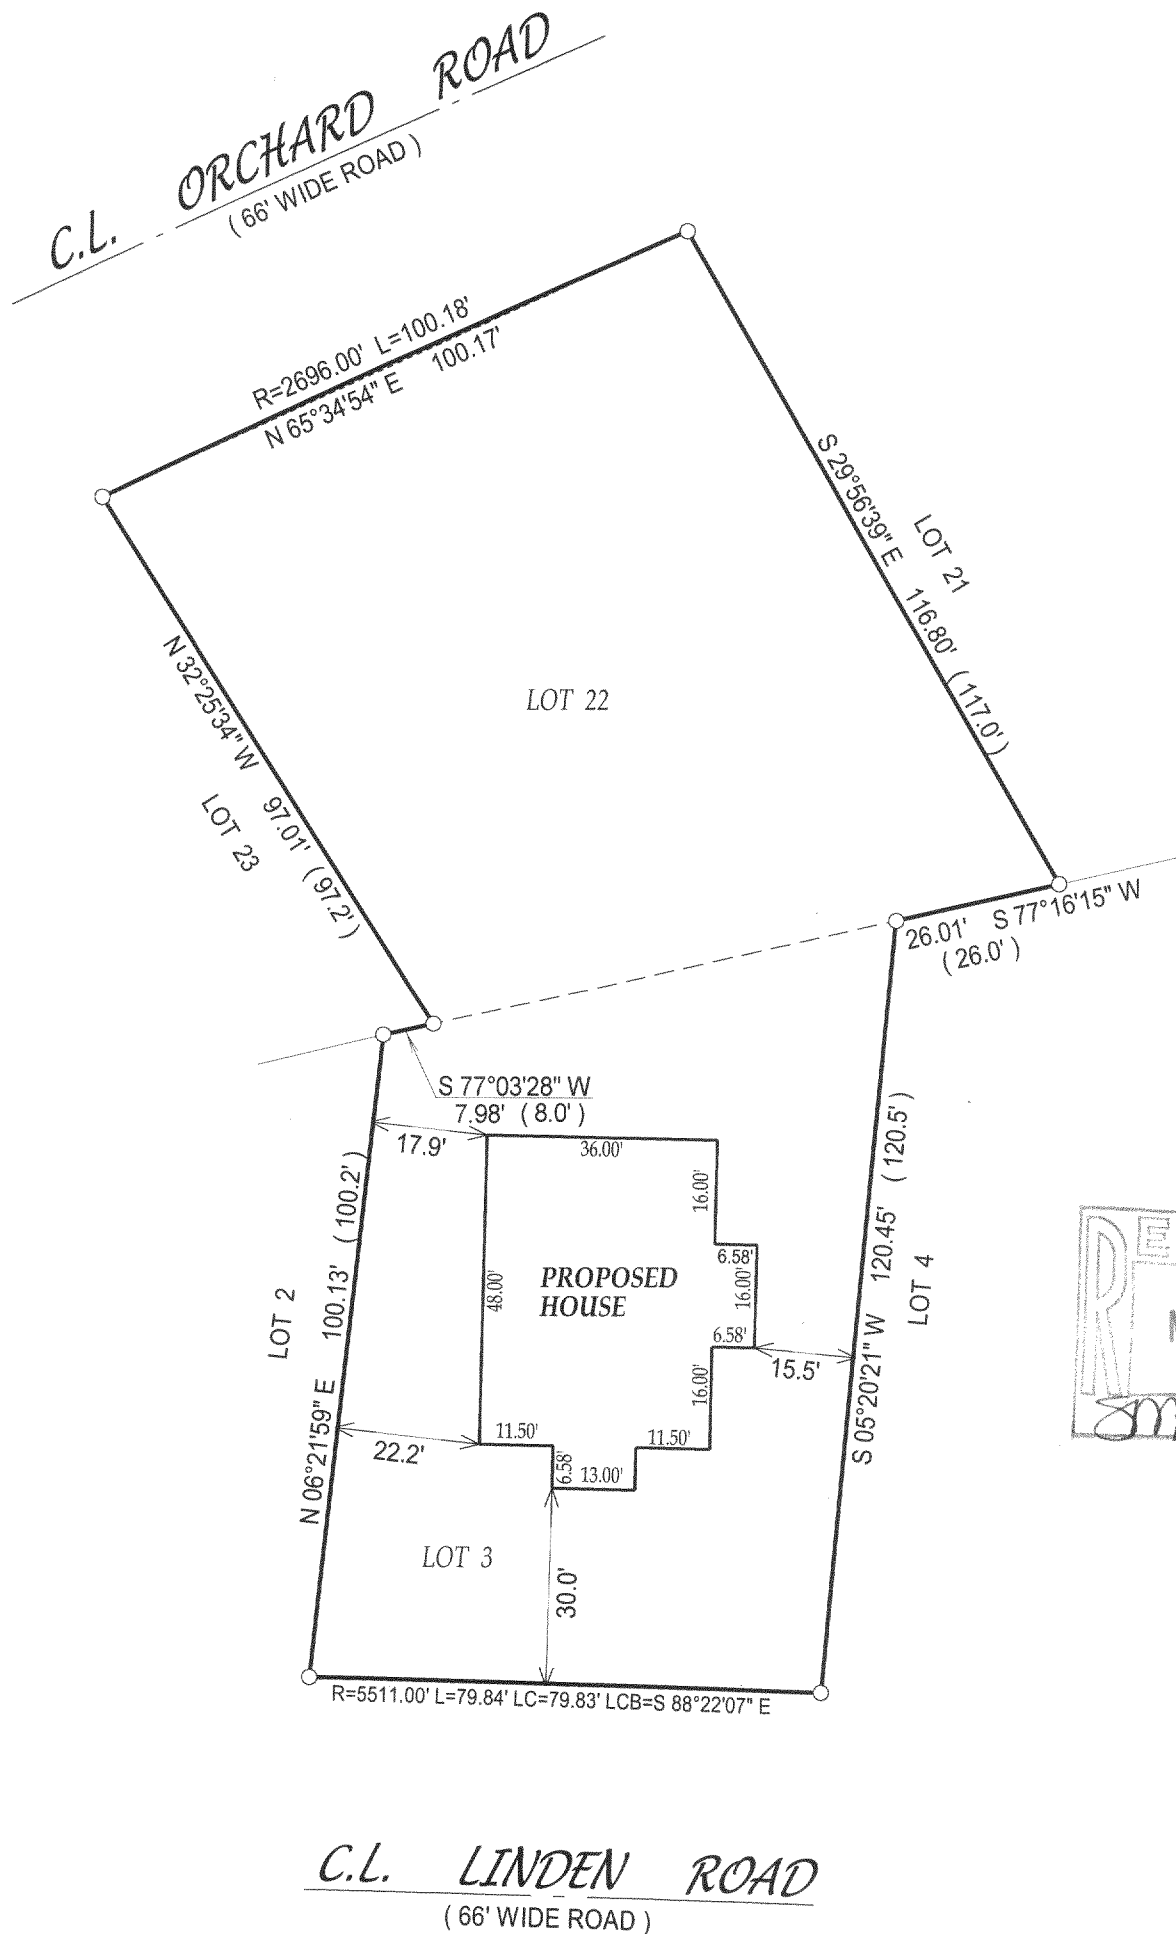 C.L. ORCHARD ROAD
( 66' WIDE ROAD )
R=2696.00' L=100.18'
N 65°34'54" E 100.17'
S 29°56'39" E 116.80' ( 117.0' )
LOT 21
N 32°25'34" W 97.01' ( 97.2' )
LOT 23
LOT 22
26.01' S 77°16'15" W
( 26.0' )
S 77°03'28" W
7.98' ( 8.0' )
17.9'
36.00'
16.00'
6.58'
16.00'
6.58'
16.00'
48.00'
PROPOSED
HOUSE
15.5'
N 06°21'59" E 100.13' ( 100.2' )
LOT 2
S 05°20'21" W 120.45' ( 120.5' )
LOT 4
22.2'
11.50'
11.50'
6.58'
13.00'
LOT 3
30.0'
R=5511.00' L=79.84' LC=79.83' LCB=S 88°22'07" E
C.L. LINDEN ROAD
( 66' WIDE ROAD )